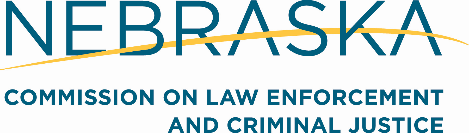 NEBRASKA
COMMISSION ON LAW ENFORCEMENT
AND CRIMINAL JUSTICE